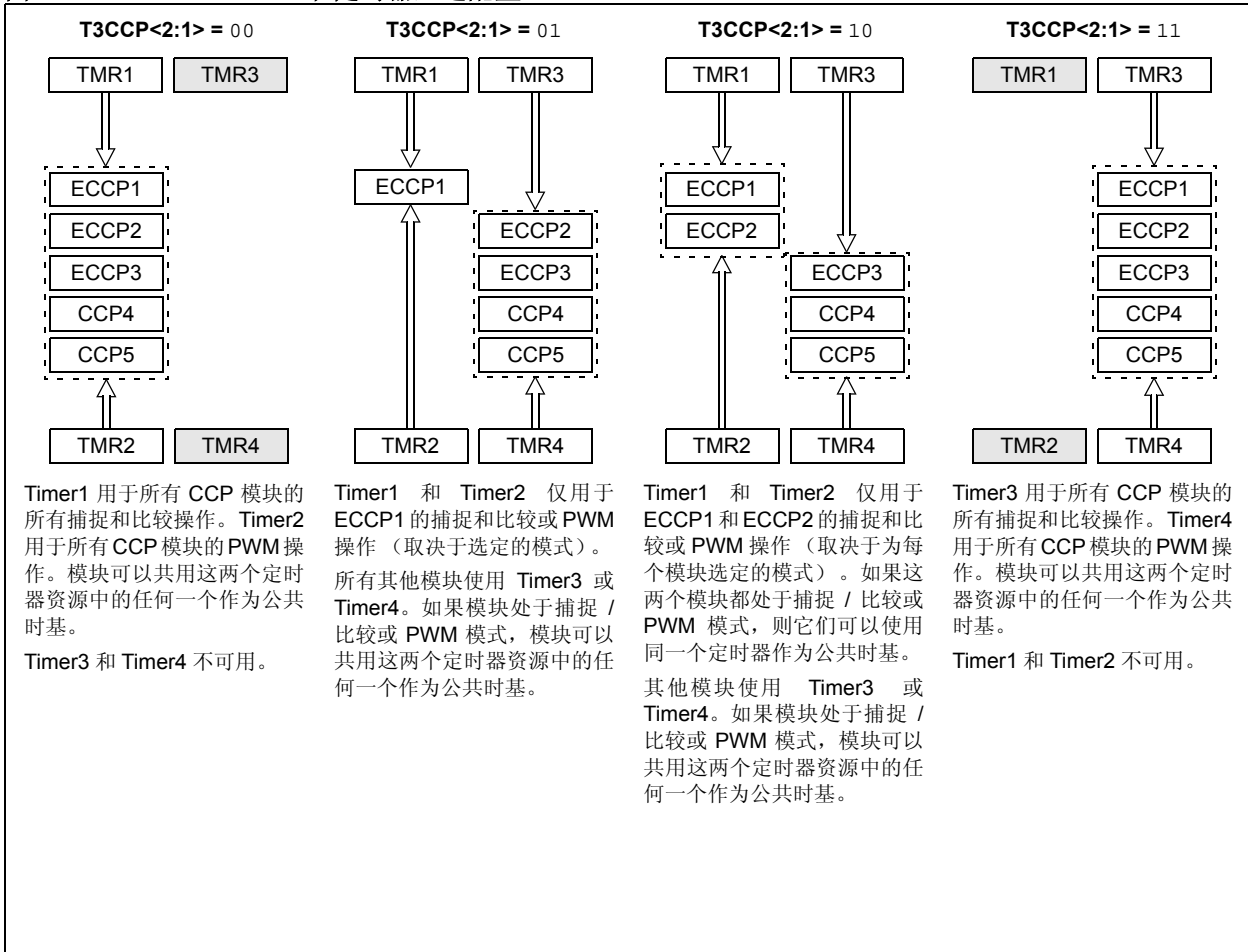 T3CCP<2:1> = 00
TMR1 TMR3
ECCP1
ECCP2
ECCP3
CCP4
CCP5
TMR2 TMR4
Timer1 用于所有 CCP 模块的
所有捕捉和比较操作。Timer2
用于所有 CCP 模块的 PWM 操
作。模块可以共用这两个定时
器资源中的任何一个作为公共
时基。
Timer3 和 Timer4 不可用。
T3CCP<2:1> = 01
TMR1 TMR3
ECCP1
ECCP2
ECCP3
CCP4
CCP5
TMR2 TMR4
Timer1 和 Timer2 仅用于
ECCP1 的捕捉和比较或 PWM
操作 （取决于选定的模式）。
所有其他模块使用 Timer3 或
Timer4。如果模块处于捕捉 /
比较或 PWM 模式，模块可以
共用这两个定时器资源中的任
何一个作为公共时基。
T3CCP<2:1> = 10
TMR1 TMR3
ECCP1
ECCP2
ECCP3
CCP4
CCP5
TMR2 TMR4
Timer1 和 Timer2 仅用于
ECCP1 和 ECCP2 的捕捉和比
较或 PWM 操作 （取决于为每
个模块选定的模式） 。如果这
两个模块都处于捕捉 / 比较或
PWM 模式，则它们可以使用
同一个定时器作为公共时基。
其他模块使用 Timer3 或
Timer4。如果模块处于捕捉 /
比较或 PWM 模式，模块可以
共用这两个定时器资源中的任
何一个作为公共时基。
T3CCP<2:1> = 11
TMR1 TMR3
ECCP1
ECCP2
ECCP3
CCP4
CCP5
TMR2 TMR4
Timer3 用于所有 CCP 模块的
所有捕捉和比较操作。Timer4
用于所有 CCP 模块的 PWM 操
作。模块可以共用这两个定时
器资源中的任何一个作为公共
时基。
Timer1 和 Timer2 不可用。